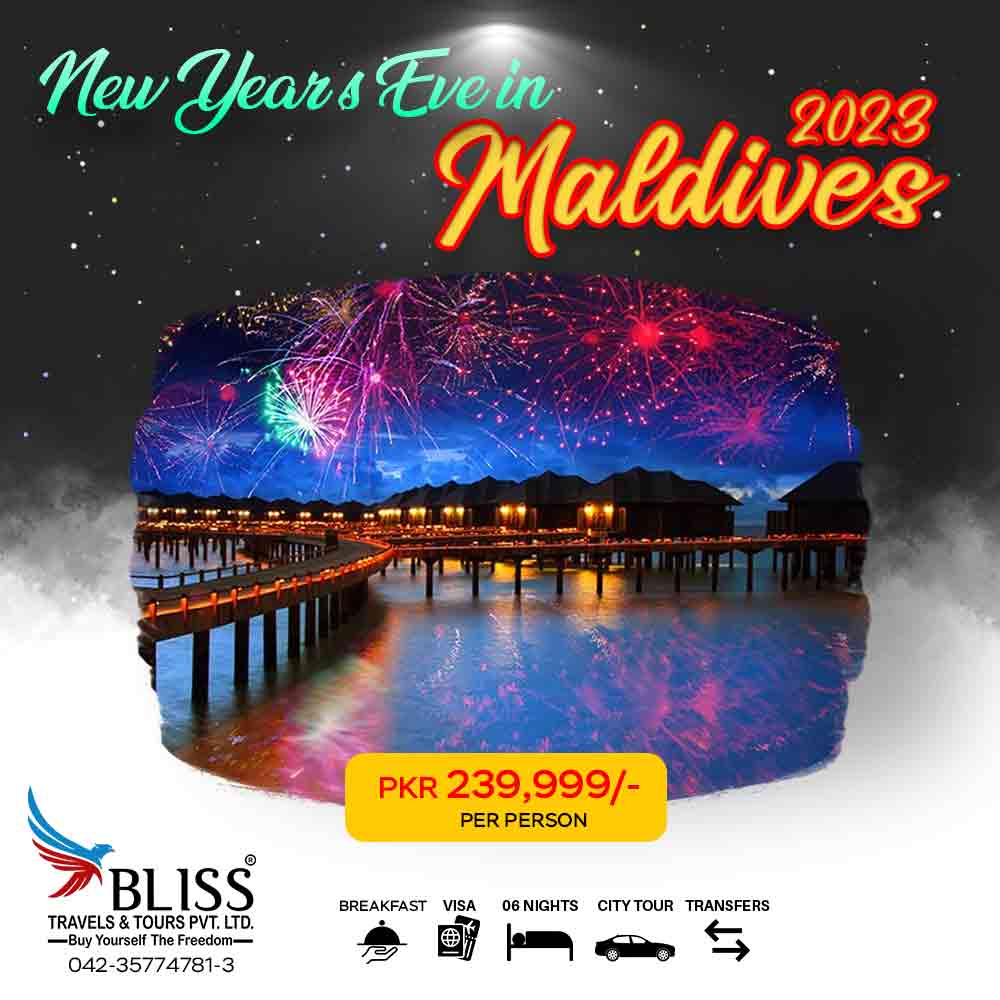 New Year's Eve in
2023
Maldives
PKR 239,999/-
PER PERSON
BLISS®
TRAVELS & TOURS PVT. LTD.
Buy Yourself The Freedom
042-35774781-3
BREAKFAST VISA 06 NIGHTS CITY TOUR TRANSFERS